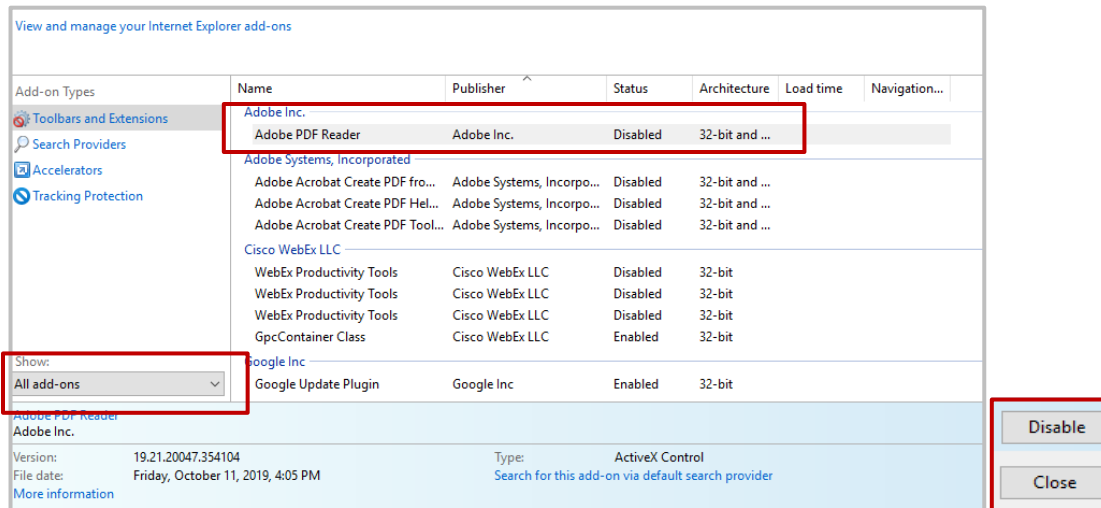 View and manage your Internet Explorer add-ons
Add-on Types
Toolbars and Extensions
Search Providers
Accelerators
Tracking Protection
Show:
All add-ons
Name Publisher Status Architecture Load time Navigation...
Adobe Inc.
Adobe PDF Reader Adobe Inc. Disabled 32-bit and ...
Adobe Systems, Incorporated
Adobe Acrobat Create PDF fro... Adobe Systems, Incorpo... Disabled 32-bit and ...
Adobe Acrobat Create PDF Hel... Adobe Systems, Incorpo... Disabled 32-bit and ...
Adobe Acrobat Create PDF Tool... Adobe Systems, Incorpo... Disabled 32-bit and ...
Cisco WebEx LLC
WebEx Productivity Tools Cisco WebEx LLC Disabled 32-bit
WebEx Productivity Tools Cisco WebEx LLC Disabled 32-bit
WebEx Productivity Tools Cisco WebEx LLC Disabled 32-bit
GpcContainer Class Cisco WebEx LLC Enabled 32-bit
Google Inc
Google Update Plugin Google Inc Enabled 32-bit
Adobe PDF Reader
Adobe Inc.
Version: 19.21.20047.354104 Type: ActiveX Control
File date: Friday, October 11, 2019, 4:05 PM Search for this add-on via default search provider
More information
Disable
Close